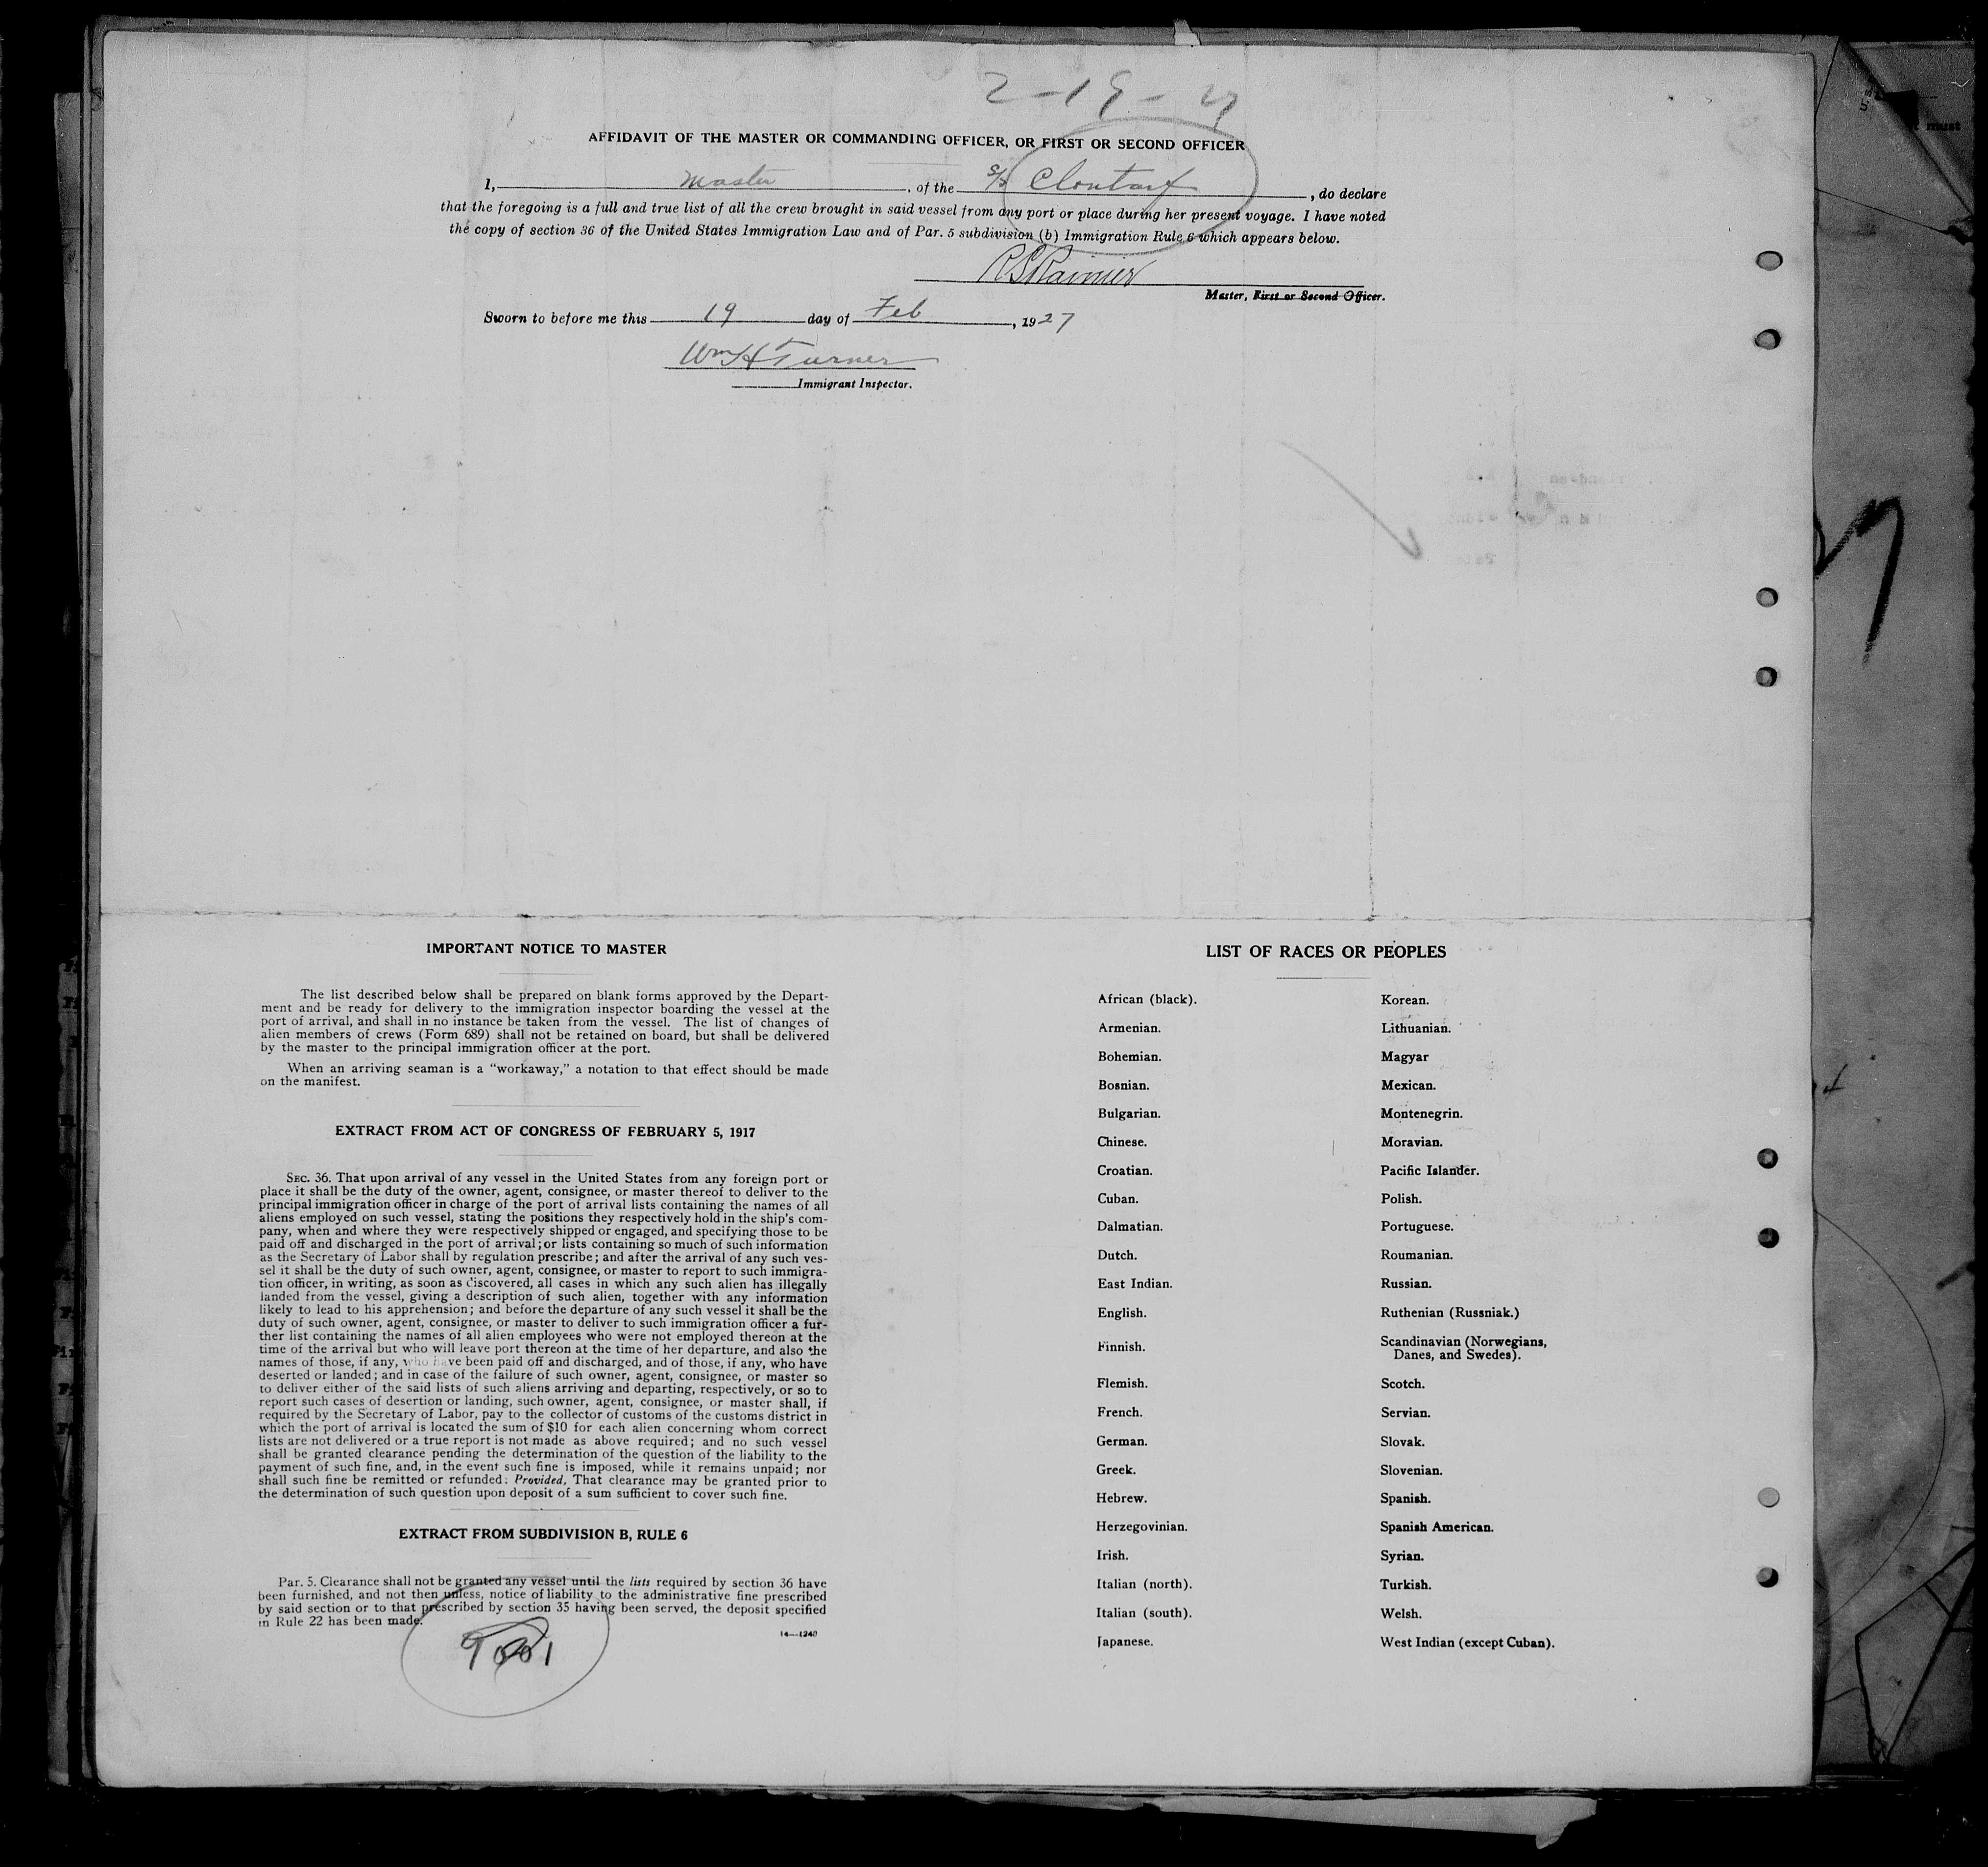 2-19-27
AFFIDAVIT OF THE MASTER OR COMMANDING OFFICER, OR FIRST OR SECOND OFFICER
I, Master, of the S/S Clontarf, do declare
that the foregoing is a full and true list of all the crew brought in said vessel from any port or place during her present voyage. I have noted
the copy of section 36 of the United States Immigration Law and of Par. 5 subdivision (b) Immigration Rule 6 which appears below.
Master, First or Second Officer.
Sworn to before me this 19 day of Feb, 1927
Wm H Turner
Immigrant Inspector.
IMPORTANT NOTICE TO MASTER
The list described below shall be prepared on blank forms approved by the Depart-
ment and be ready for delivery to the immigration inspector boarding the vessel at the
port of arrival, and shall in no instance be taken from the vessel. The list of changes of
alien members of crews (Form 689) shall not be retained on board, but shall be delivered
by the master to the principal immigration officer at the port.
When an arriving seaman is a "workaway," a notation to that effect should be made
on the manifest.
EXTRACT FROM ACT OF CONGRESS OF FEBRUARY 5, 1917
SEC. 36. That upon arrival of any vessel in the United States from any foreign port or
place it shall be the duty of the owner, agent, consignee, or master thereof to deliver to the
principal immigration officer in charge of the port of arrival lists containing the names of all
aliens employed on such vessel, stating the positions they respectively hold in the ship's com-
pany, when and where they were respectively shipped or engaged, and specifying those to be
paid off and discharged in the port of arrival; or lists containing so much of such information
as the Secretary of Labor shall by regulation prescribe; and after the arrival of any such ves-
sel it shall be the duty of such owner, agent, consignee, or master to report to such immigra-
tion officer, in writing, as soon as discovered, all cases in which any such alien has illegally
landed from the vessel, giving a description of such alien, together with any information
likely to lead to his apprehension; and before the departure of any such vessel it shall be the
duty of such owner, agent, consignee, or master to deliver to such immigration officer a fur-
ther list containing the names of all alien employees who were not employed thereon at the
time of the arrival but who will leave port thereon at the time of her departure, and also the
names of those, if any, who have been paid off and discharged, and of those, if any, who have
deserted or landed; and in case of the failure of such owner, agent, consignee, or master so
to deliver either of the said lists of such aliens arriving and departing, respectively, or so to
report such cases of desertion or landing, such owner, agent, consignee, or master shall, if
required by the Secretary of Labor, pay to the collector of customs of the customs district in
which the port of arrival is located the sum of $10 for each alien concerning whom correct
lists are not delivered or a true report is not made as above required; and no such vessel
shall be granted clearance pending the determination of the question of the liability to the
payment of such fine, and, in the event such fine is imposed, while it remains unpaid; nor
shall such fine be remitted or refunded: Provided, That clearance may be granted prior to
the determination of such question upon deposit of a sum sufficient to cover such fine.
EXTRACT FROM SUBDIVISION B, RULE 6
Par. 5. Clearance shall not be granted any vessel until the lists required by section 36 have
been furnished, and not then unless, notice of liability to the administrative fine prescribed
by said section or to that prescribed by section 35 having been served, the deposit specified
in Rule 22 has been made.
14—1240
LIST OF RACES OR PEOPLES
African (black).
Armenian.
Bohemian.
Bosnian.
Bulgarian.
Chinese.
Croatian.
Cuban.
Dalmatian.
Dutch.
East Indian.
English.
Finnish.
Flemish.
French.
German.
Greek.
Hebrew.
Herzegovinian.
Irish.
Italian (north).
Italian (south).
Japanese.
Korean.
Lithuanian.
Magyar
Mexican.
Montenegrin.
Moravian.
Pacific Islander.
Polish.
Portuguese.
Roumanian.
Russian.
Ruthenian (Russniak.)
Scandinavian (Norwegians,
Danes, and Swedes).
Scotch.
Servian.
Slovak.
Slovenian.
Spanish.
Spanish American.
Syrian.
Turkish.
Welsh.
West Indian (except Cuban).
must